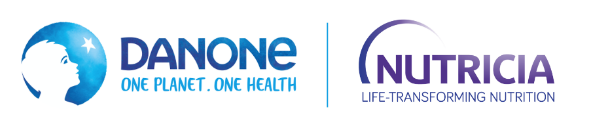 DANONE
ONE PLANET. ONE HEALTH
NUTRICIA
LIFE-TRANSFORMING NUTRITION